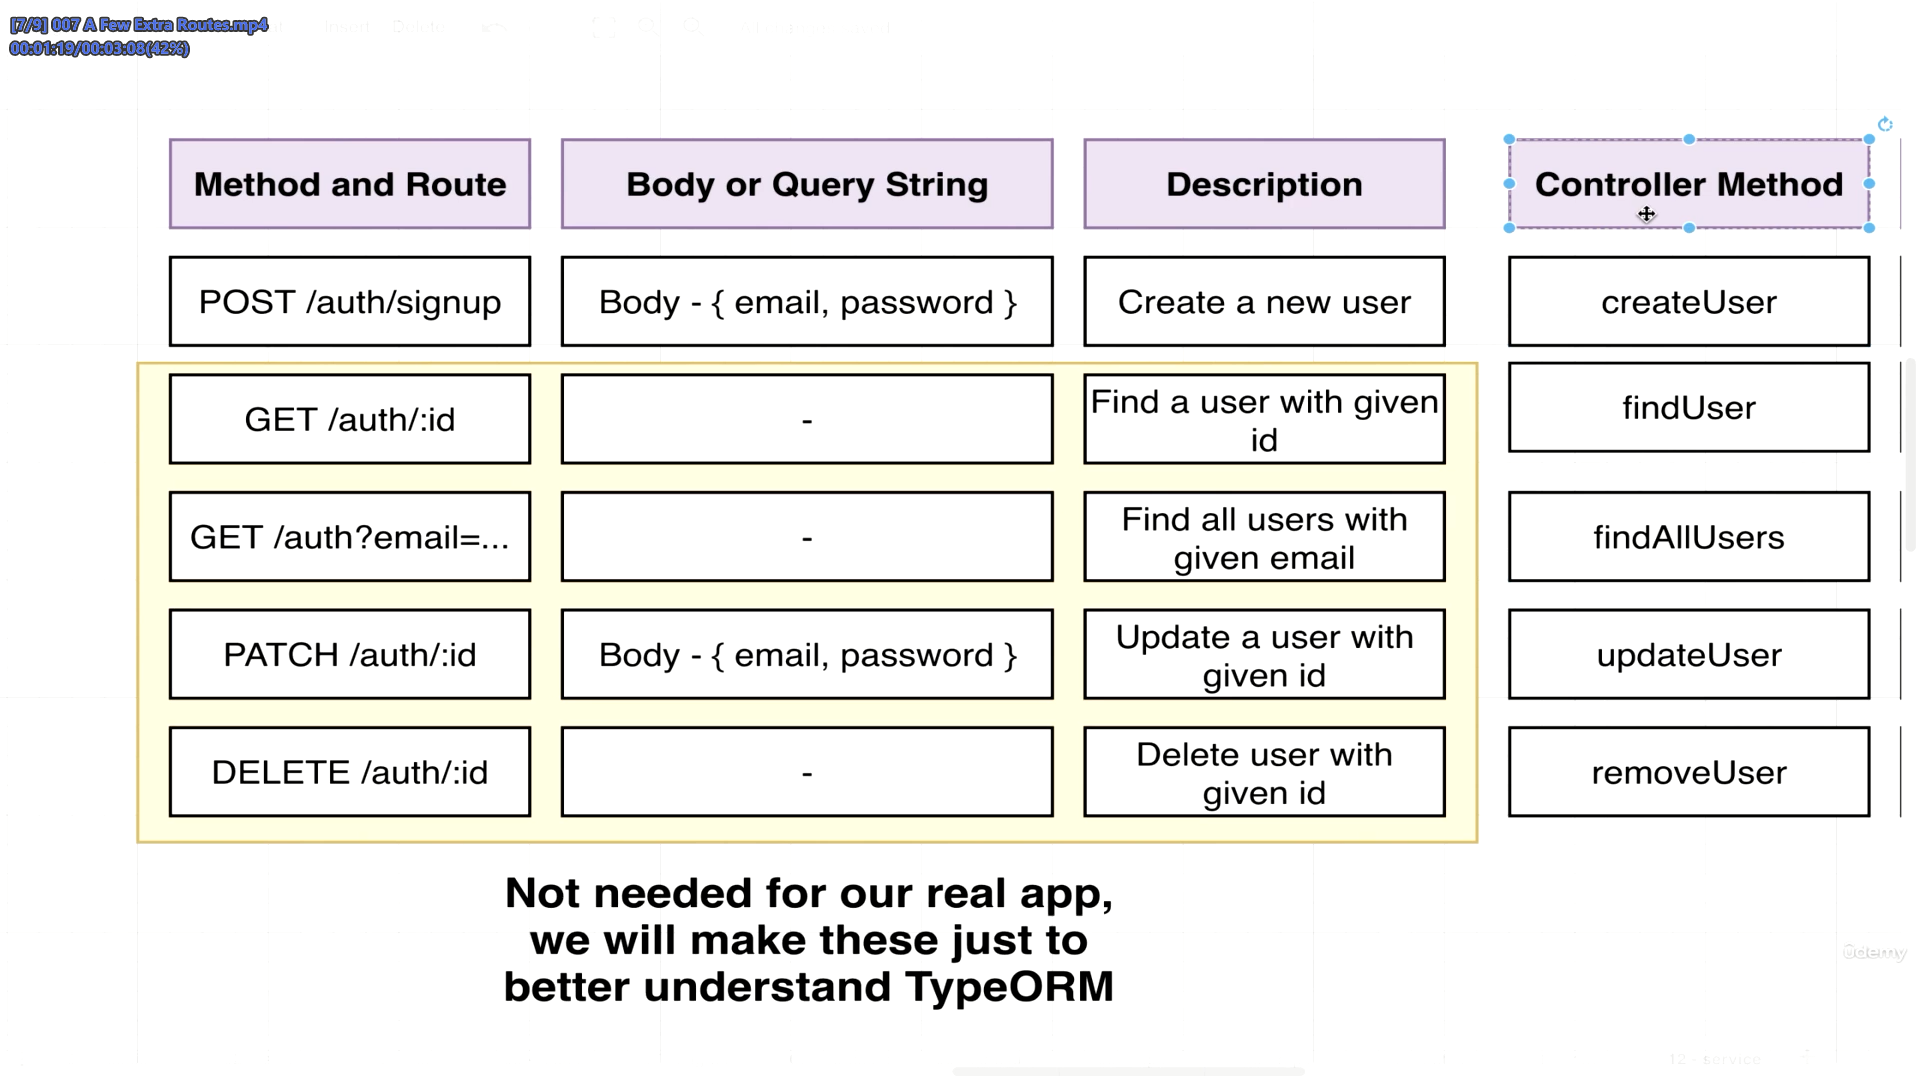 [7/9] 007 A Few Extra Routes.mp4
00:01:19/00:03:08(42%)
Method and Route
Body or Query String
Description
Controller Method
POST /auth/signup
Body - { email, password }
Create a new user
createUser
GET /auth/:id
-
Find a user with given
id
findUser
GET /auth?email=...
-
Find all users with
given email
findAllUsers
PATCH /auth/:id
Body - { email, password }
Update a user with
given id
updateUser
DELETE /auth/:id
-
Delete user with
given id
removeUser
Not needed for our real app,
we will make these just to
better understand TypeORM
ûdemy
12 - service